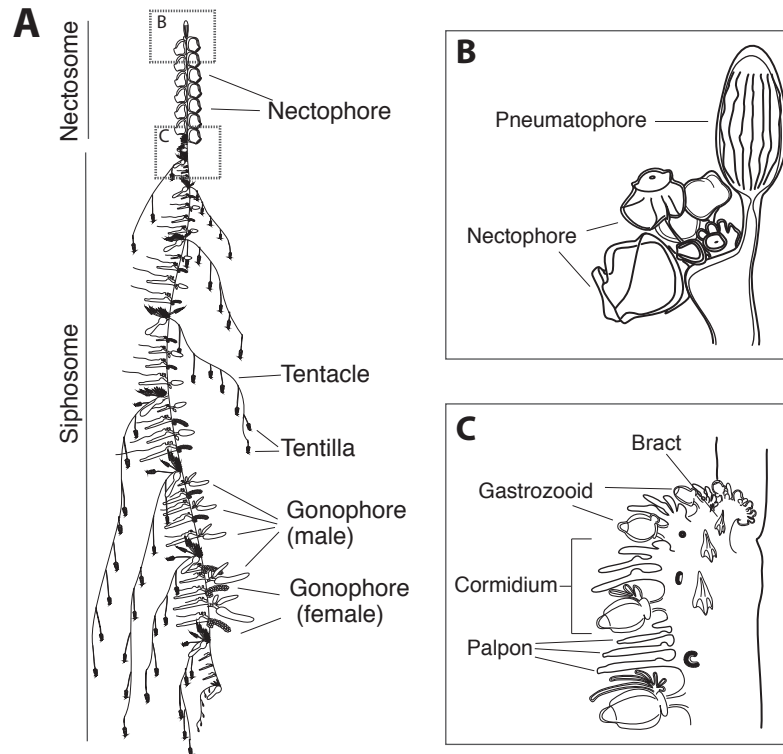 A
Nectosome
B
Nectophore
C
Siphosome
Tentacle
Tentilla
Gonophore
(male)
Gonophore
(female)
B
Pneumatophore
Nectophore
C
Bract
Gastrozooid
Cormidium
Palpon